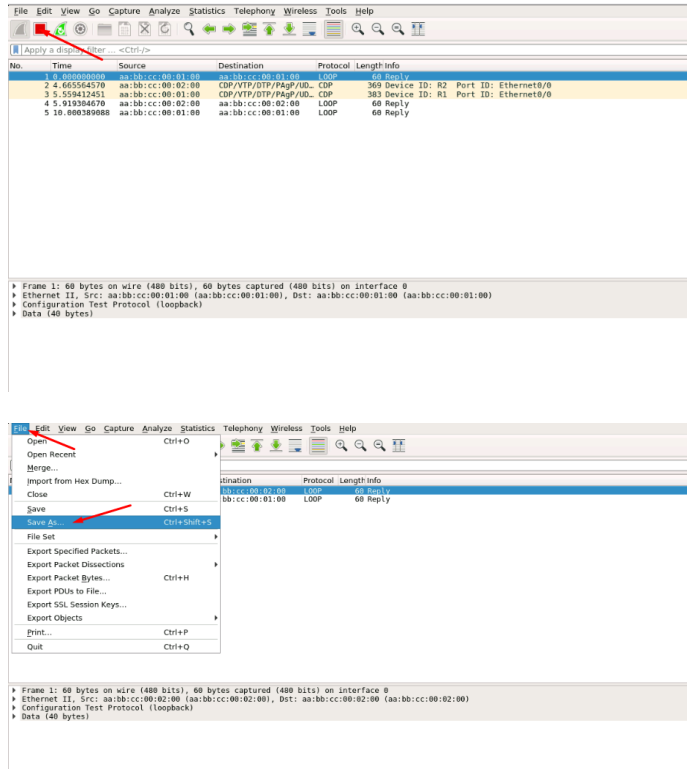 File Edit View Go Capture Analyze Statistics Telephony Wireless Tools Help
Apply a display filter ... <Ctrl-/>
No. Time Source Destination Protocol Length Info
1 0.000000000 aa:bb:cc:00:01:00 aa:bb:cc:00:01:00 LOOP 60 Reply
2 4.665564570 aa:bb:cc:00:02:00 CDP/VTP/DTP/PAgP/UD… CDP 369 Device ID: R2 Port ID: Ethernet0/0
3 5.559412451 aa:bb:cc:00:01:00 CDP/VTP/DTP/PAgP/UD… CDP 383 Device ID: R1 Port ID: Ethernet0/0
4 5.919304670 aa:bb:cc:00:02:00 aa:bb:cc:00:02:00 LOOP 60 Reply
5 10.000389088 aa:bb:cc:00:01:00 aa:bb:cc:00:01:00 LOOP 60 Reply
Frame 1: 60 bytes on wire (480 bits), 60 bytes captured (480 bits) on interface 0
Ethernet II, Src: aa:bb:cc:00:01:00 (aa:bb:cc:00:01:00), Dst: aa:bb:cc:00:01:00 (aa:bb:cc:00:01:00)
Configuration Test Protocol (loopback)
Data (40 bytes)
File Edit View Go Capture Analyze Statistics Telephony Wireless Tools Help
Open Ctrl+O
Open Recent
Merge...
Import from Hex Dump...
Close Ctrl+W
stination Protocol Length Info
bb:cc:00:02:00 LOOP 60 Reply
bb:cc:00:01:00 LOOP 60 Reply
Save Ctrl+S
Save As... Ctrl+Shift+S
File Set
Export Specified Packets...
Export Packet Dissections
Export Packet Bytes... Ctrl+H
Export PDUs to File...
Export SSL Session Keys...
Export Objects
Print... Ctrl+P
Quit Ctrl+Q
Frame 1: 60 bytes on wire (480 bits), 60 bytes captured (480 bits) on interface 0
Ethernet II, Src: aa:bb:cc:00:02:00 (aa:bb:cc:00:02:00), Dst: aa:bb:cc:00:02:00 (aa:bb:cc:00:02:00)
Configuration Test Protocol (loopback)
Data (40 bytes)